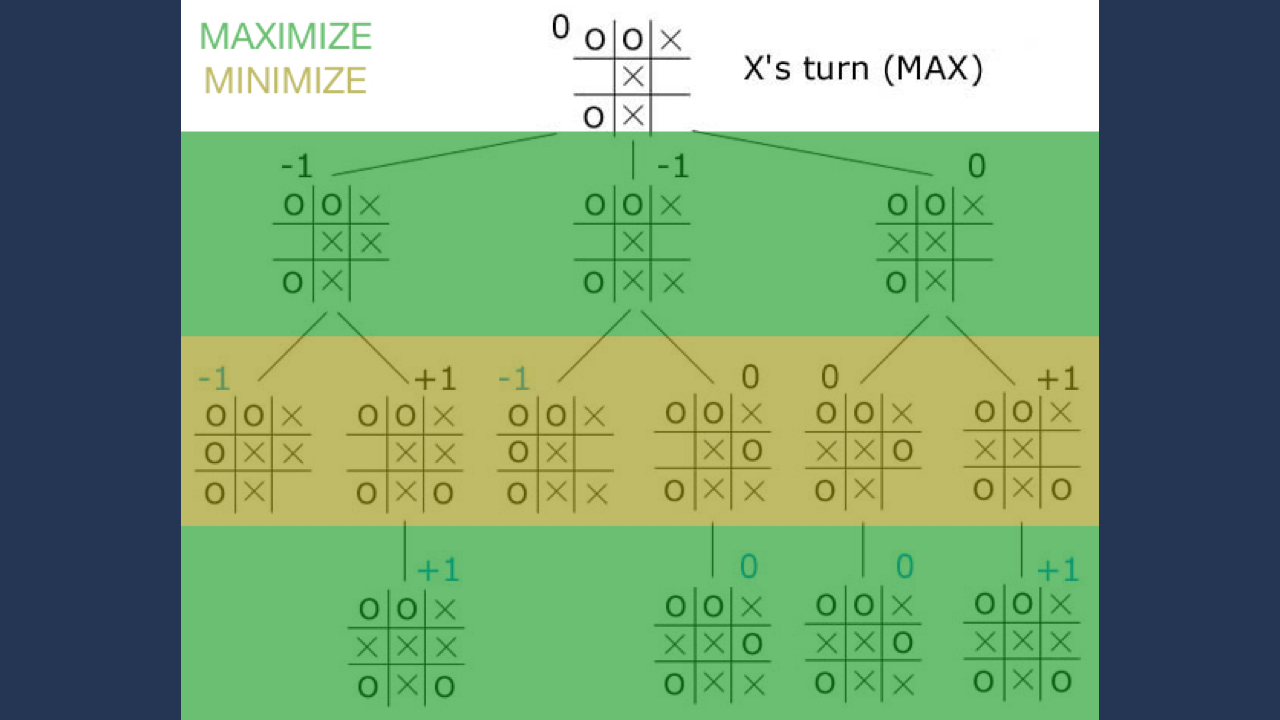 MAXIMIZE
MINIMIZE
0
O O X
X
O X
X's turn (MAX)
-1 -1 0
O O X O O X O O X
X X X X X
O X O X X O X
-1 +1 -1 0 0 +1
O O X O O X O O X O O X O O X O O X
O X X X X O X X O X X O X X
O X O X O O X X O X X O X O X O
+1 0 0 +1
O O X O O X O O X O O X
X X X X X O X X O X X X
O X O O X X O X X O X O